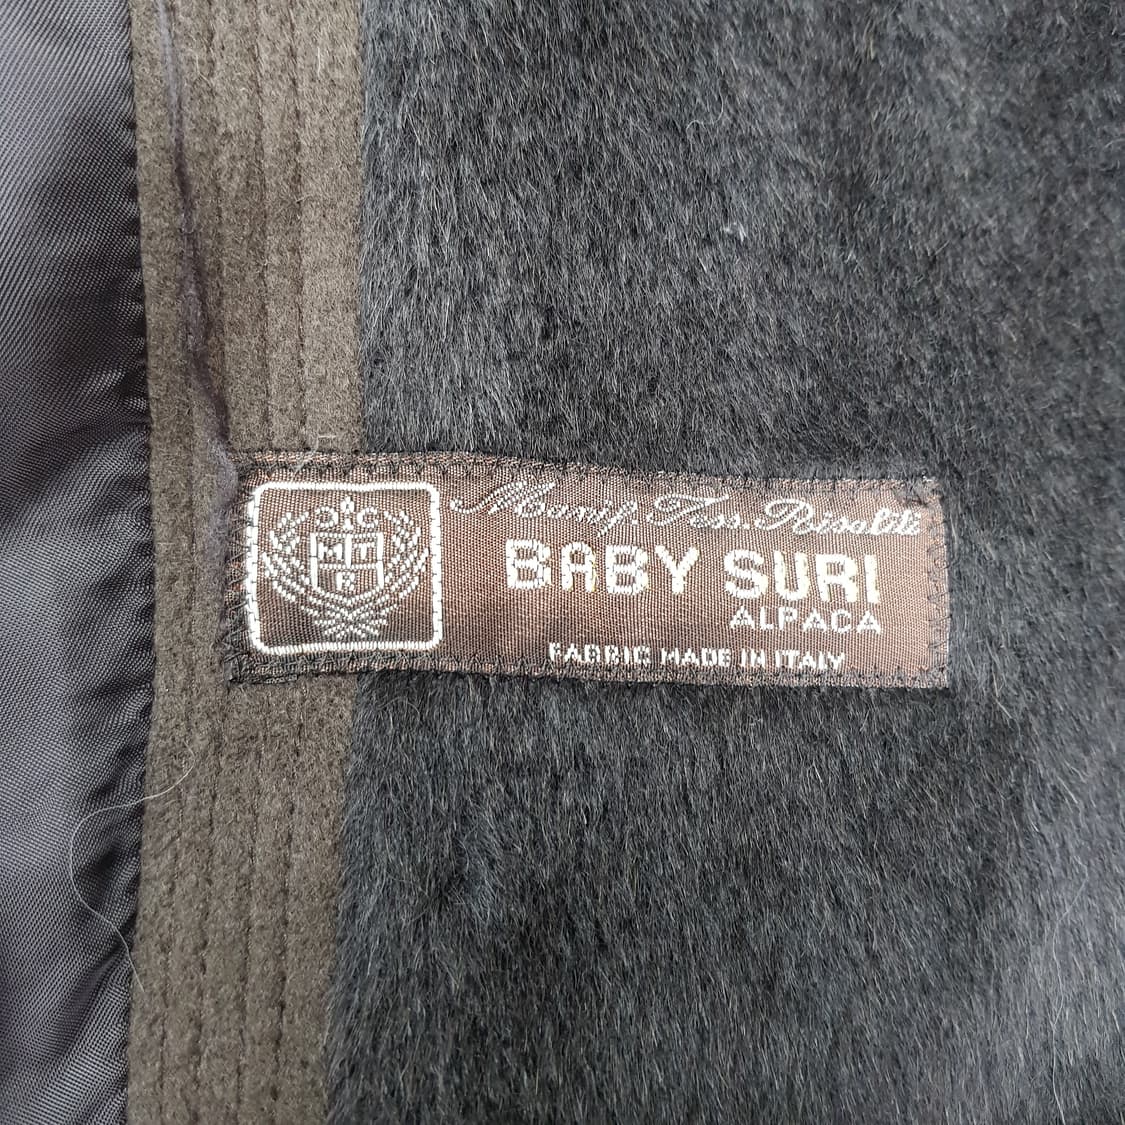 Manif. Tess. Risaliti
BABY SURI
ALPACA
FABRIC MADE IN ITALY
M T
R